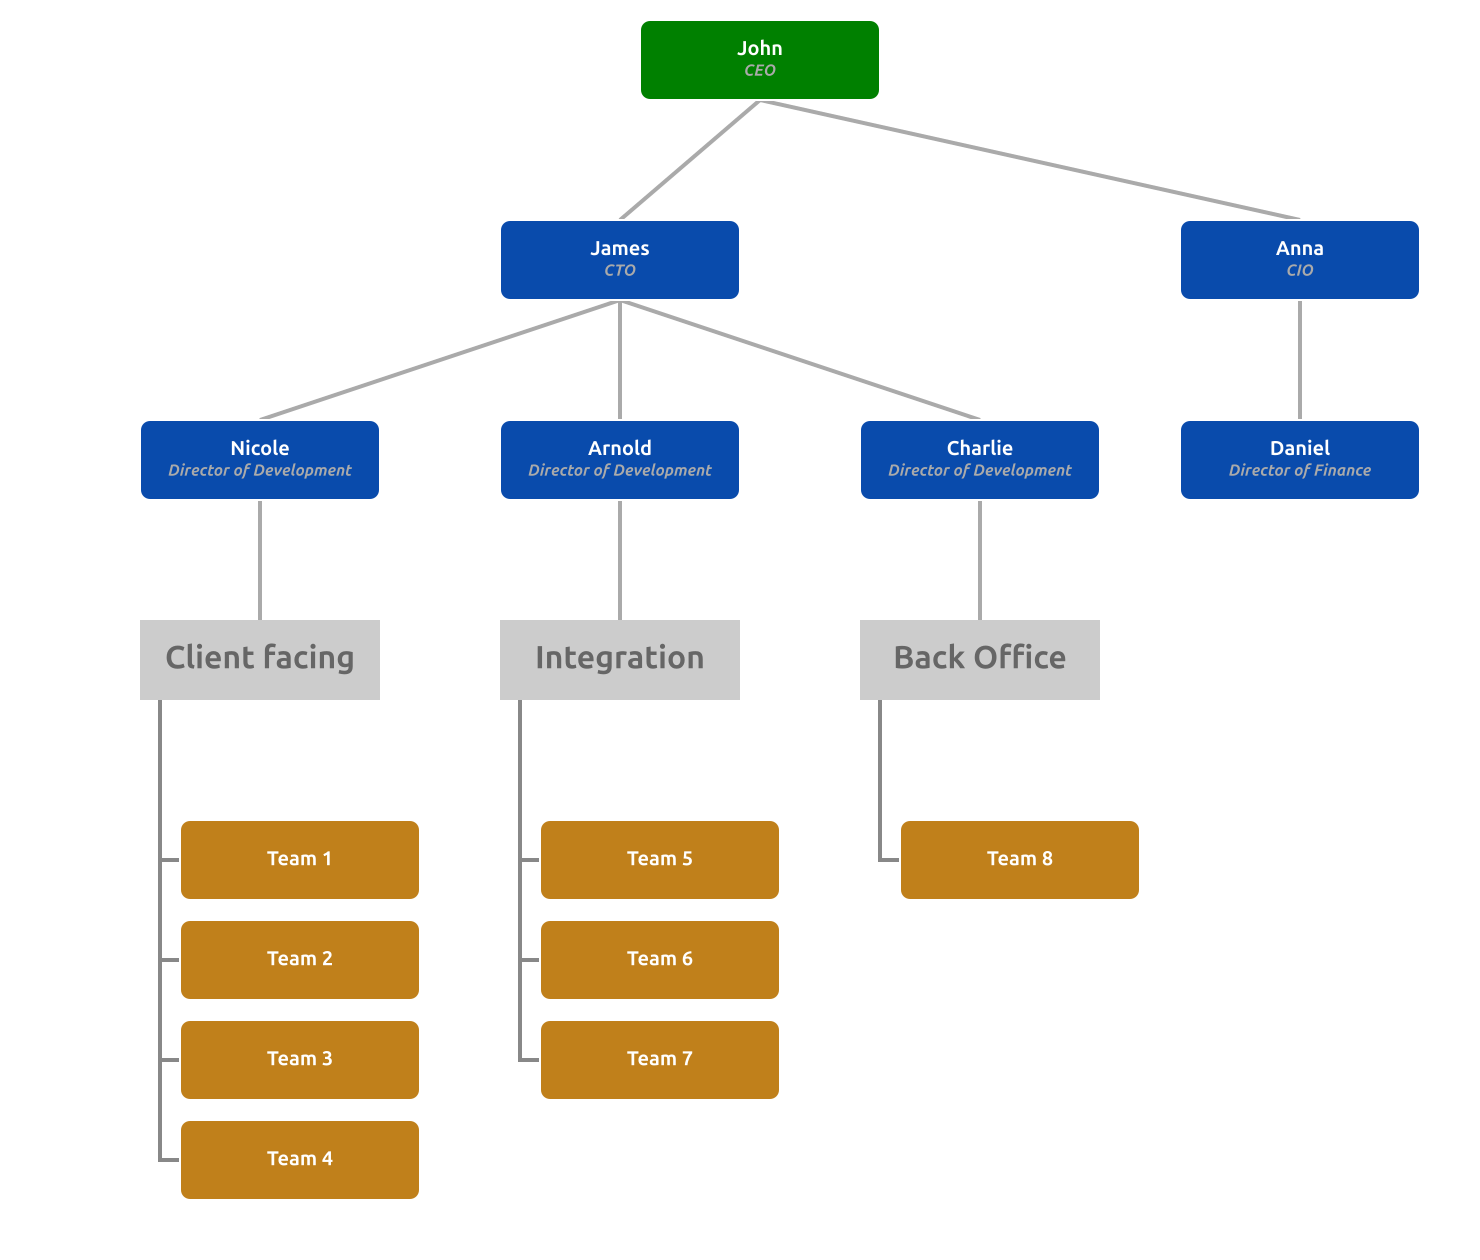 John
CEO
James
CTO
Anna
CIO
Nicole
Director of Development
Arnold
Director of Development
Charlie
Director of Development
Daniel
Director of Finance
Client facing
Integration
Back Office
Team 1
Team 5
Team 8
Team 2
Team 6
Team 3
Team 7
Team 4